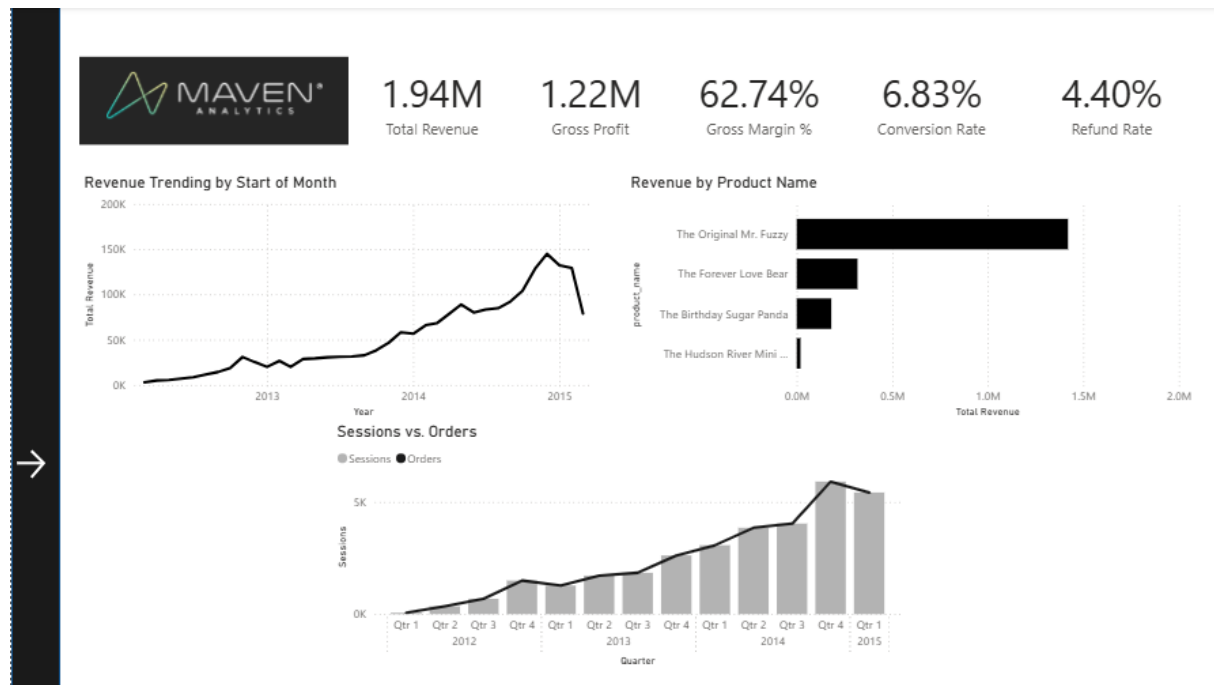 MAVEN®
ANALYTICS
1.94M
Total Revenue
1.22M
Gross Profit
62.74%
Gross Margin %
6.83%
Conversion Rate
4.40%
Refund Rate
Revenue Trending by Start of Month
200K
150K
100K
50K
0K
Total Revenue
2013 2014 2015
Year
Revenue by Product Name
product_name
The Original Mr. Fuzzy
The Forever Love Bear
The Birthday Sugar Panda
The Hudson River Mini ...
0.0M 0.5M 1.0M 1.5M 2.0M
Total Revenue
Sessions vs. Orders
Sessions Orders
5K
0K
Sessions
Qtr 1 Qtr 2 Qtr 3 Qtr 4 Qtr 1 Qtr 2 Qtr 3 Qtr 4 Qtr 1 Qtr 2 Qtr 3 Qtr 4 Qtr 1
2012 2013 2014 2015
Quarter